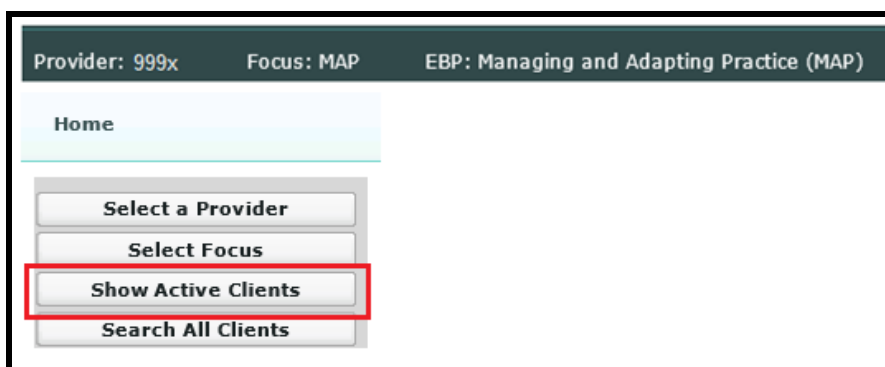 Provider: 999x Focus: MAP EBP: Managing and Adapting Practice (MAP)
Home
Select a Provider
Select Focus
Show Active Clients
Search All Clients